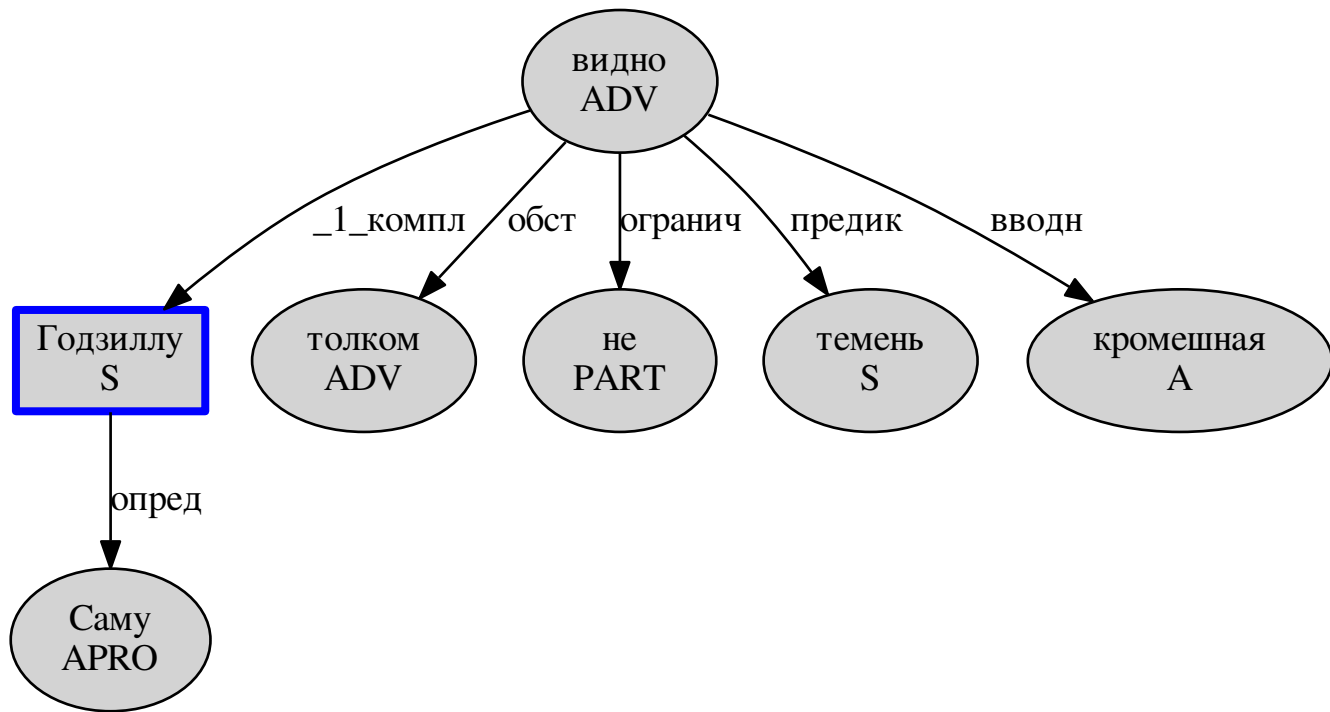 видно
ADV
_1_компл
обст
огранич
предик
вводн
Годзиллу
S
толком
ADV
не
PART
темень
S
кромешная
A
опред
Саму
APRO